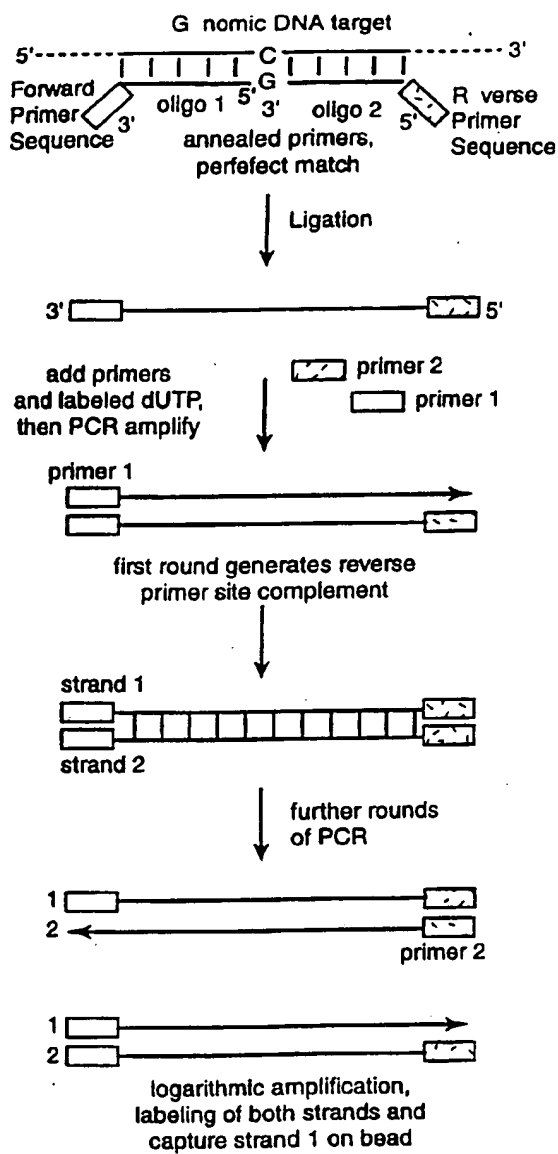 G nomic DNA target
5' C 3'
Forward
Primer
Sequence
3' oligo 1 5' G 3' oligo 2 5'
R verse
Primer
Sequence
annealed primers,
perfefect match
Ligation
3' 5'
add primers
and labeled dUTP,
then PCR amplify
primer 2
primer 1
primer 1
first round generates reverse
primer site complement
strand 1
strand 2
further rounds
of PCR
1
2
primer 2
1
2
logarithmic amplification,
labeling of both strands and
capture strand 1 on bead